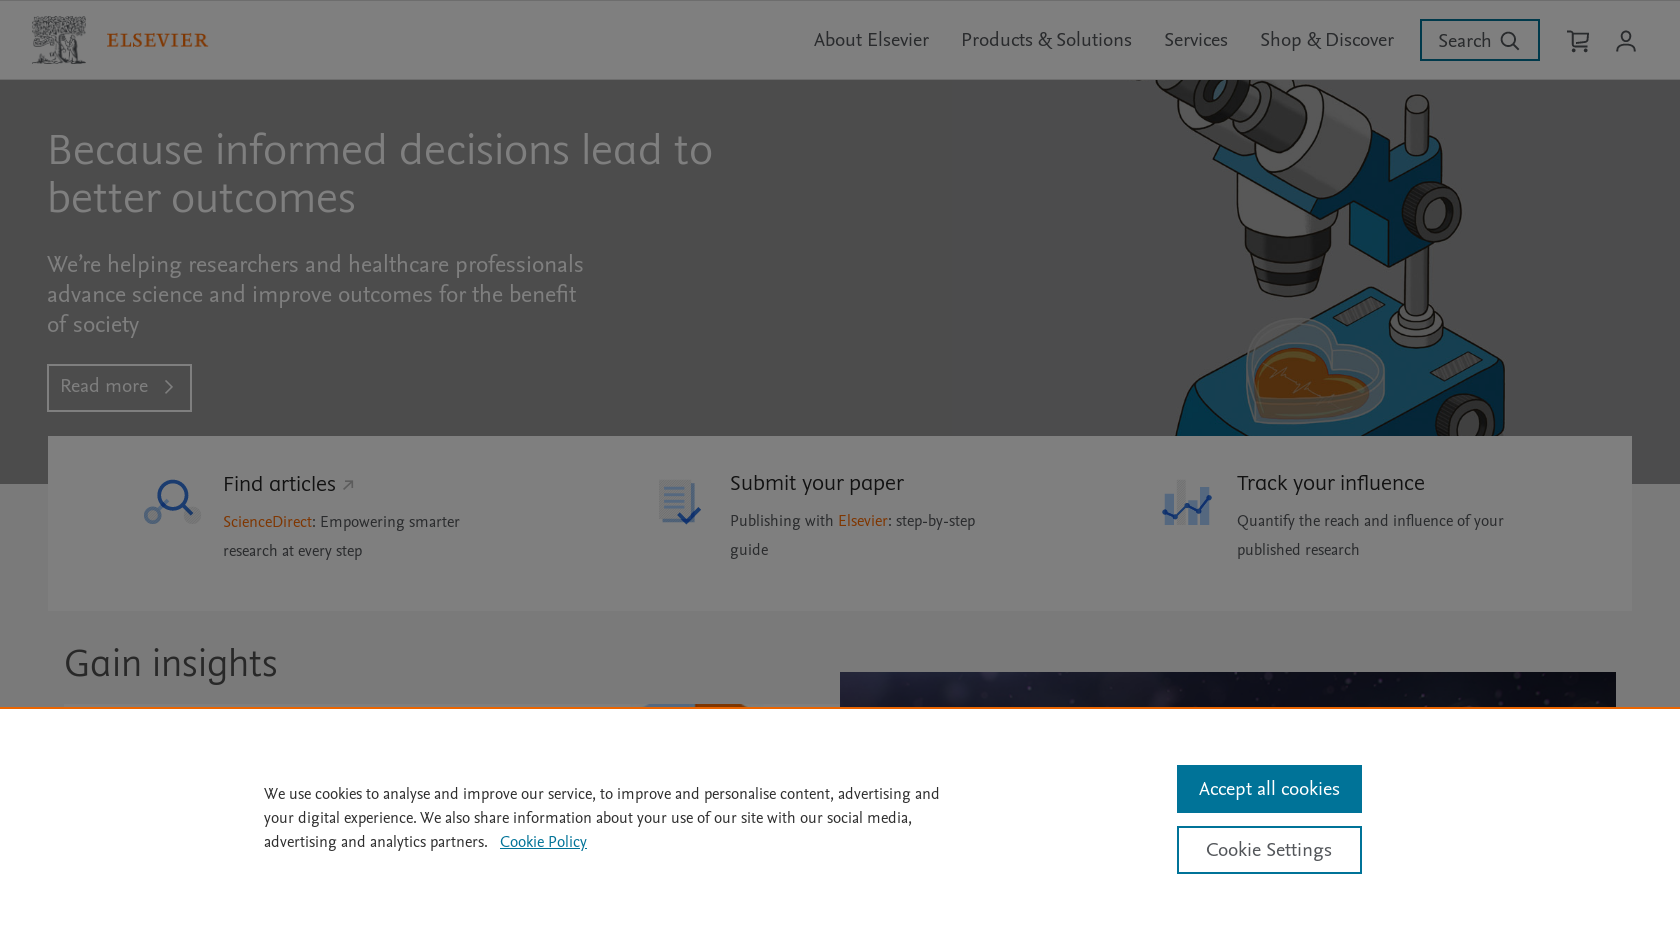 ELSEVIER
About Elsevier
Products & Solutions
Services
Shop & Discover
Search
Because informed decisions lead to
better outcomes
We’re helping researchers and healthcare professionals
advance science and improve outcomes for the benefit
of society
Read more
Find articles
ScienceDirect: Empowering smarter
research at every step
Submit your paper
Publishing with Elsevier: step-by-step
guide
Track your influence
Quantify the reach and influence of your
published research
Gain insights
We use cookies to analyse and improve our service, to improve and personalise content, advertising and
your digital experience. We also share information about your use of our site with our social media,
advertising and analytics partners. Cookie Policy
Accept all cookies
Cookie Settings